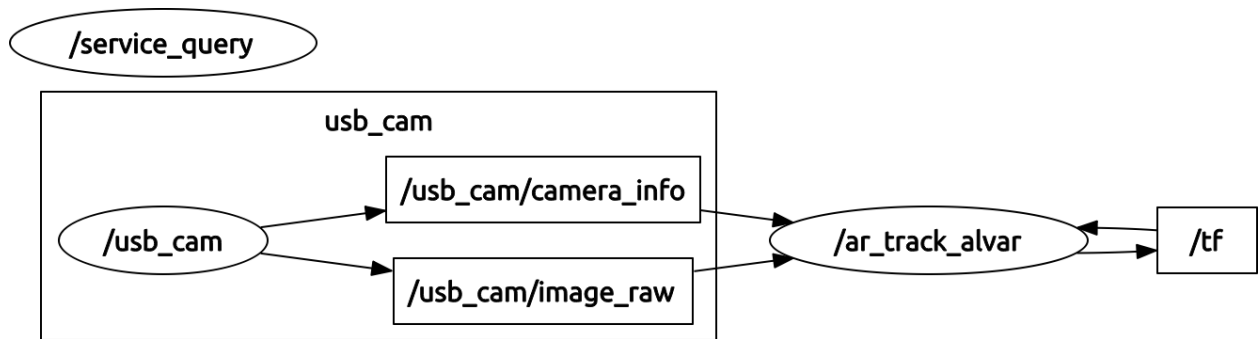 /service_query
usb_cam
/usb_cam/camera_info
/usb_cam
/ar_track_alvar
/tf
/usb_cam/image_raw